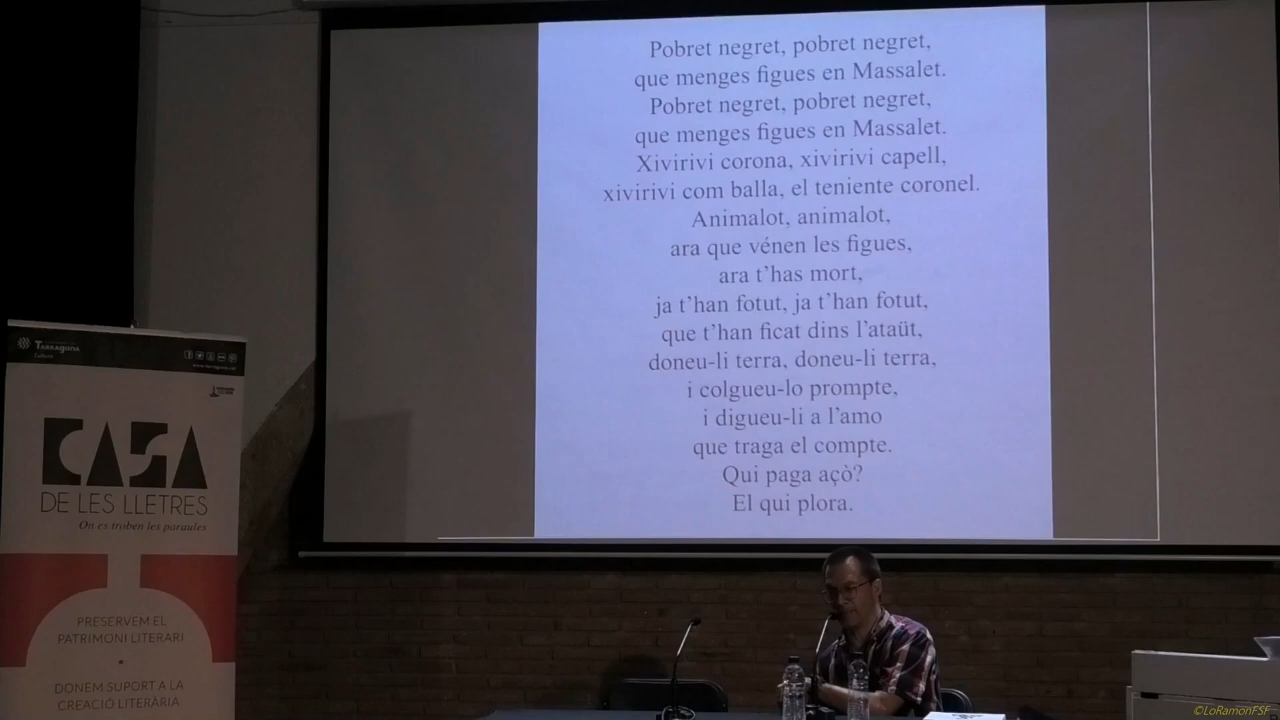 Pobret negret, pobret negret,
que menges figues en Massalet.
Pobret negret, pobret negret,
que menges figues en Massalet.
Xivirivi corona, xivirivi capell,
xivirivi com balla, el teniente coronel.
Animalot, animalot,
ara que vénen les figues,
ara t'has mort,
ja t'han fotut, ja t'han fotut,
que t'han ficat dins l'ataüt,
doneu-li terra, doneu-li terra,
i colgueu-lo prompte,
i digueu-li a l'amo
que traga el compte.
Qui paga açò?
El qui plora.
TARRAGONA
Cultura
CASA
DE LES LLETRES
On es troben les paraules
PRESERVEM EL
PATRIMONI LITERARI
DONEM SUPORT A LA
CREACIÓ LITERÀRIA
©LoRamonFSF